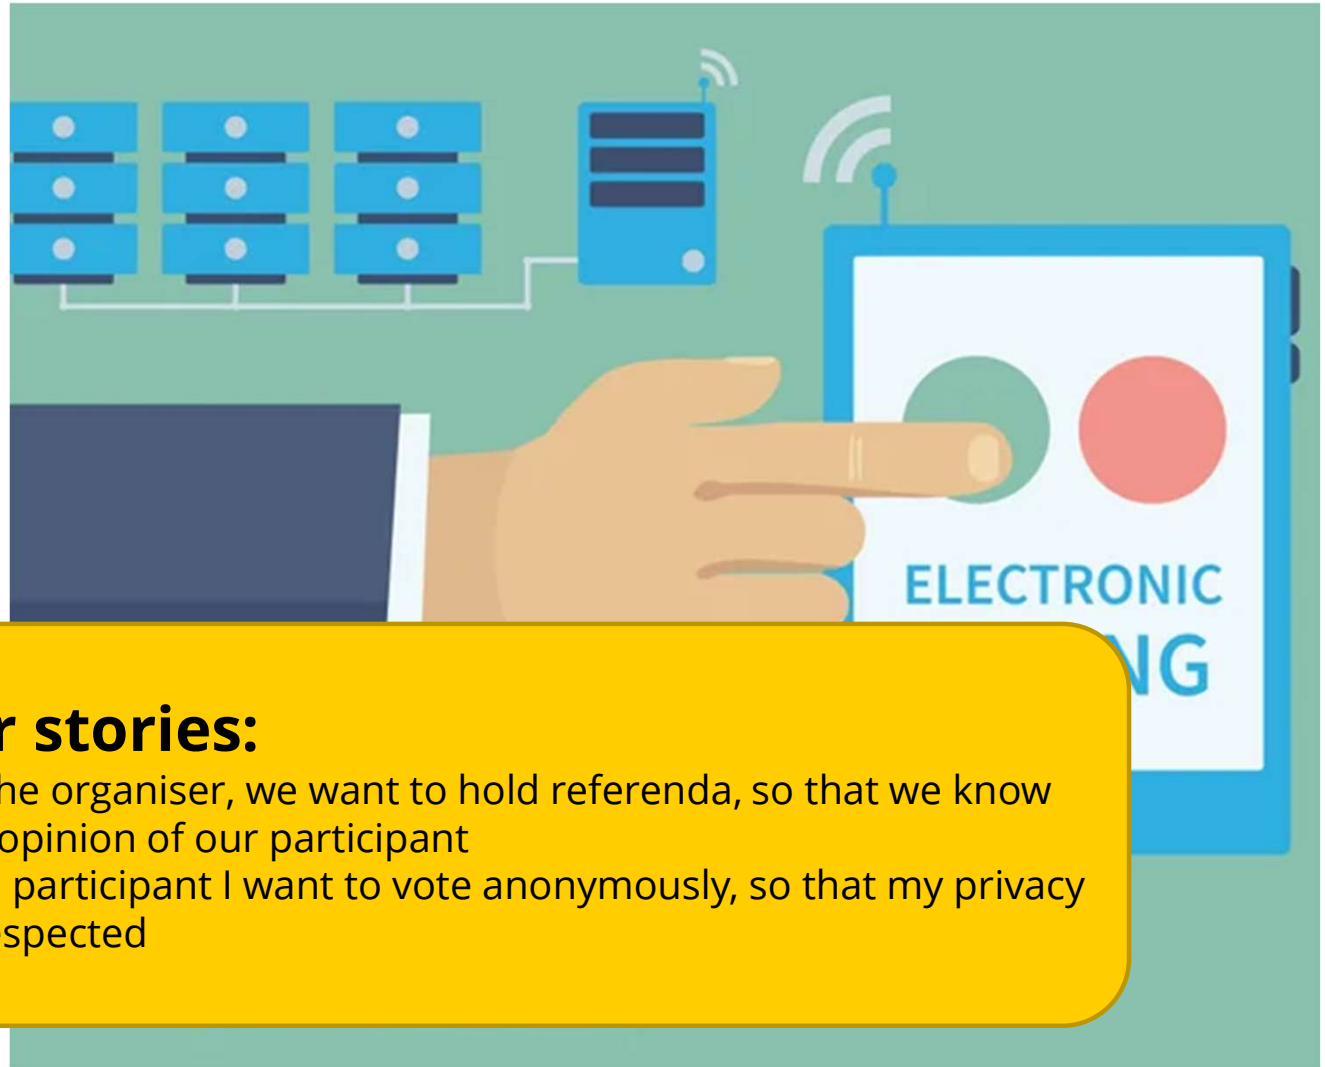 ELECTRONIC
NG
r stories:
he organiser, we want to hold referenda, so that we know
opinion of our participant
participant I want to vote anonymously, so that my privacy
spected